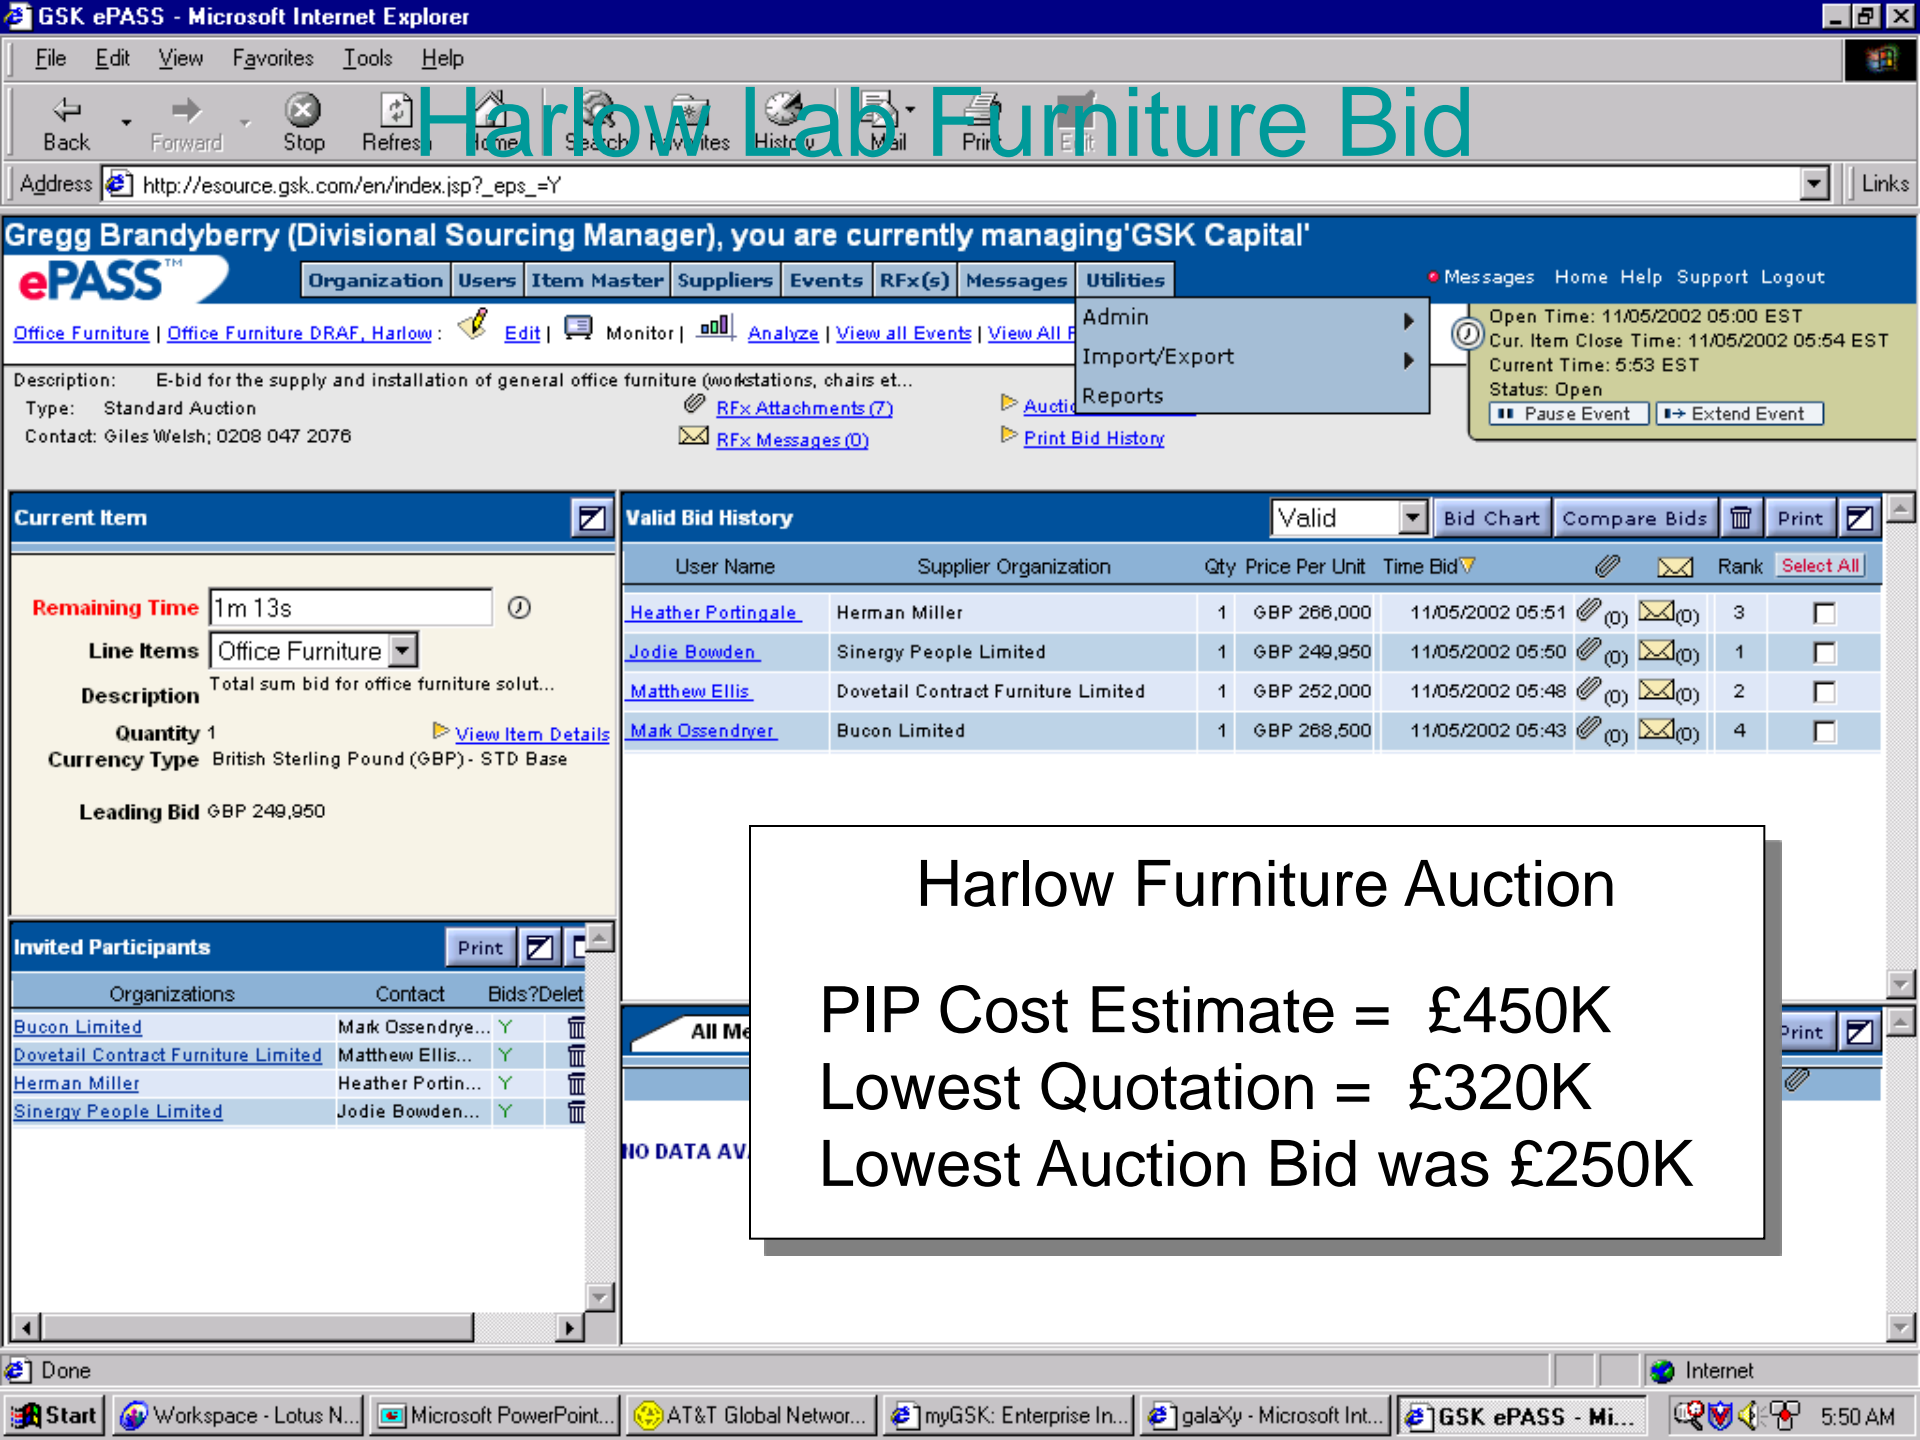 GSK ePASS - Microsoft Internet Explorer
File Edit View Favorites Tools Help
Harlow Lab Furniture Bid
Back Forward Stop Refresh Home Search Favorites History Mail Print Edit
Address http://esource.gsk.com/en/index.jsp?_eps_=Y Links
Gregg Brandyberry (Divisional Sourcing Manager), you are currently managing'GSK Capital'
ePASS™ Organization Users Item Master Suppliers Events RFx(s) Messages Utilities Messages Home Help Support Logout
Admin
Import/Export
Reports
Office Furniture | Office Furniture DRAF, Harlow : Edit | Monitor | Analyze | View all Events | View All
Open Time: 11/05/2002 05:00 EST
Cur. Item Close Time: 11/05/2002 05:54 EST
Current Time: 5:53 EST
Status: Open
Pause Event Extend Event
Description: E-bid for the supply and installation of general office furniture (workstations, chairs et...
Type: Standard Auction RFx Attachments (7)
Contact: Giles Welsh; 0208 047 2076 RFx Messages (0) Print Bid History
Current Item
Remaining Time 1m 13s
Line Items Office Furniture
Description Total sum bid for office furniture solut...
Quantity 1 View Item Details
Currency Type British Sterling Pound (GBP) - STD Base
Leading Bid GBP 249,950
Valid Bid History Valid Bid Chart Compare Bids Print
User Name Supplier Organization Qty Price Per Unit Time Bid Rank Select All
Heather Portingale Herman Miller 1 GBP 266,000 11/05/2002 05:51 (0) (0) 3
Jodie Bowden Sinergy People Limited 1 GBP 249,950 11/05/2002 05:50 (0) (0) 1
Matthew Ellis Dovetail Contract Furniture Limited 1 GBP 252,000 11/05/2002 05:48 (0) (0) 2
Mark Ossendryer Bucon Limited 1 GBP 268,500 11/05/2002 05:43 (0) (0) 4
Invited Participants Print
Organizations Contact Bids? Delet
Bucon Limited Mark Ossendrye... Y
Dovetail Contract Furniture Limited Matthew Ellis... Y
Herman Miller Heather Portin... Y
Sinergy People Limited Jodie Bowden... Y
All Me Print
NO DATA AV
Harlow Furniture Auction
PIP Cost Estimate = £450K
Lowest Quotation = £320K
Lowest Auction Bid was £250K
Done Internet
Start Workspace - Lotus N... Microsoft PowerPoint... AT&T Global Networ... myGSK: Enterprise In... galaXy - Microsoft Int... GSK ePASS - Mi... 5:50 AM